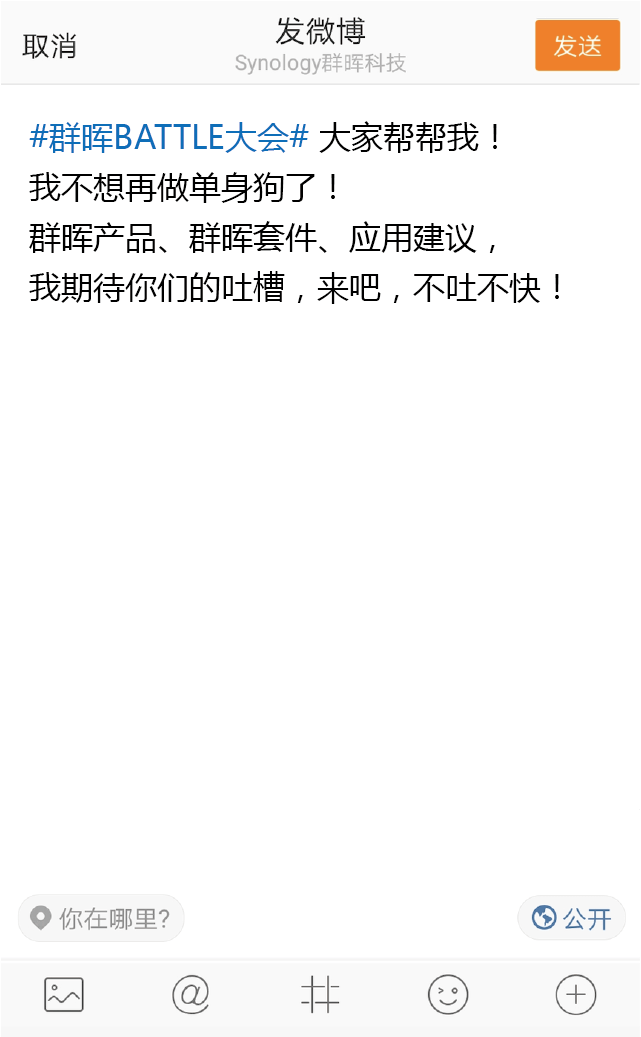 取消
发微博
Synology群晖科技
发送
#群晖BATTLE大会# 大家帮帮我！
我不想再做单身狗了！
群晖产品、群晖套件、应用建议，
我期待你们的吐槽，来吧，不吐不快！
你在哪里?
公开